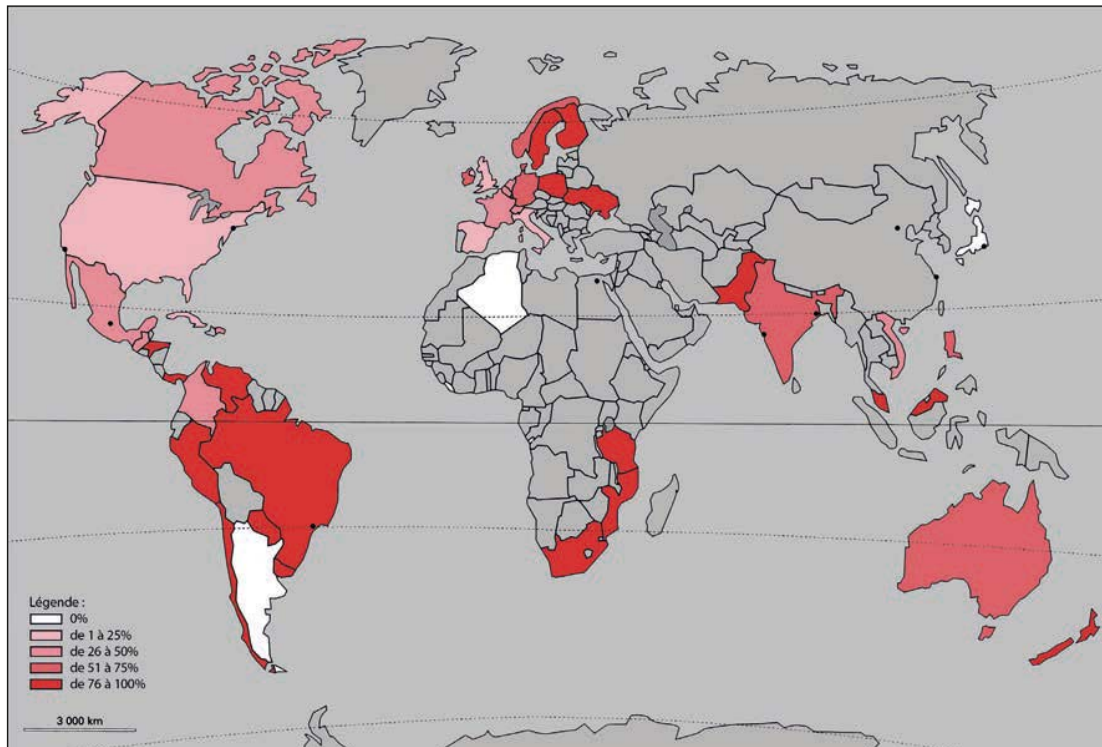 Légende :
0%
de 1 à 25%
de 26 à 50%
de 51 à 75%
de 76 à 100%
3 000 km